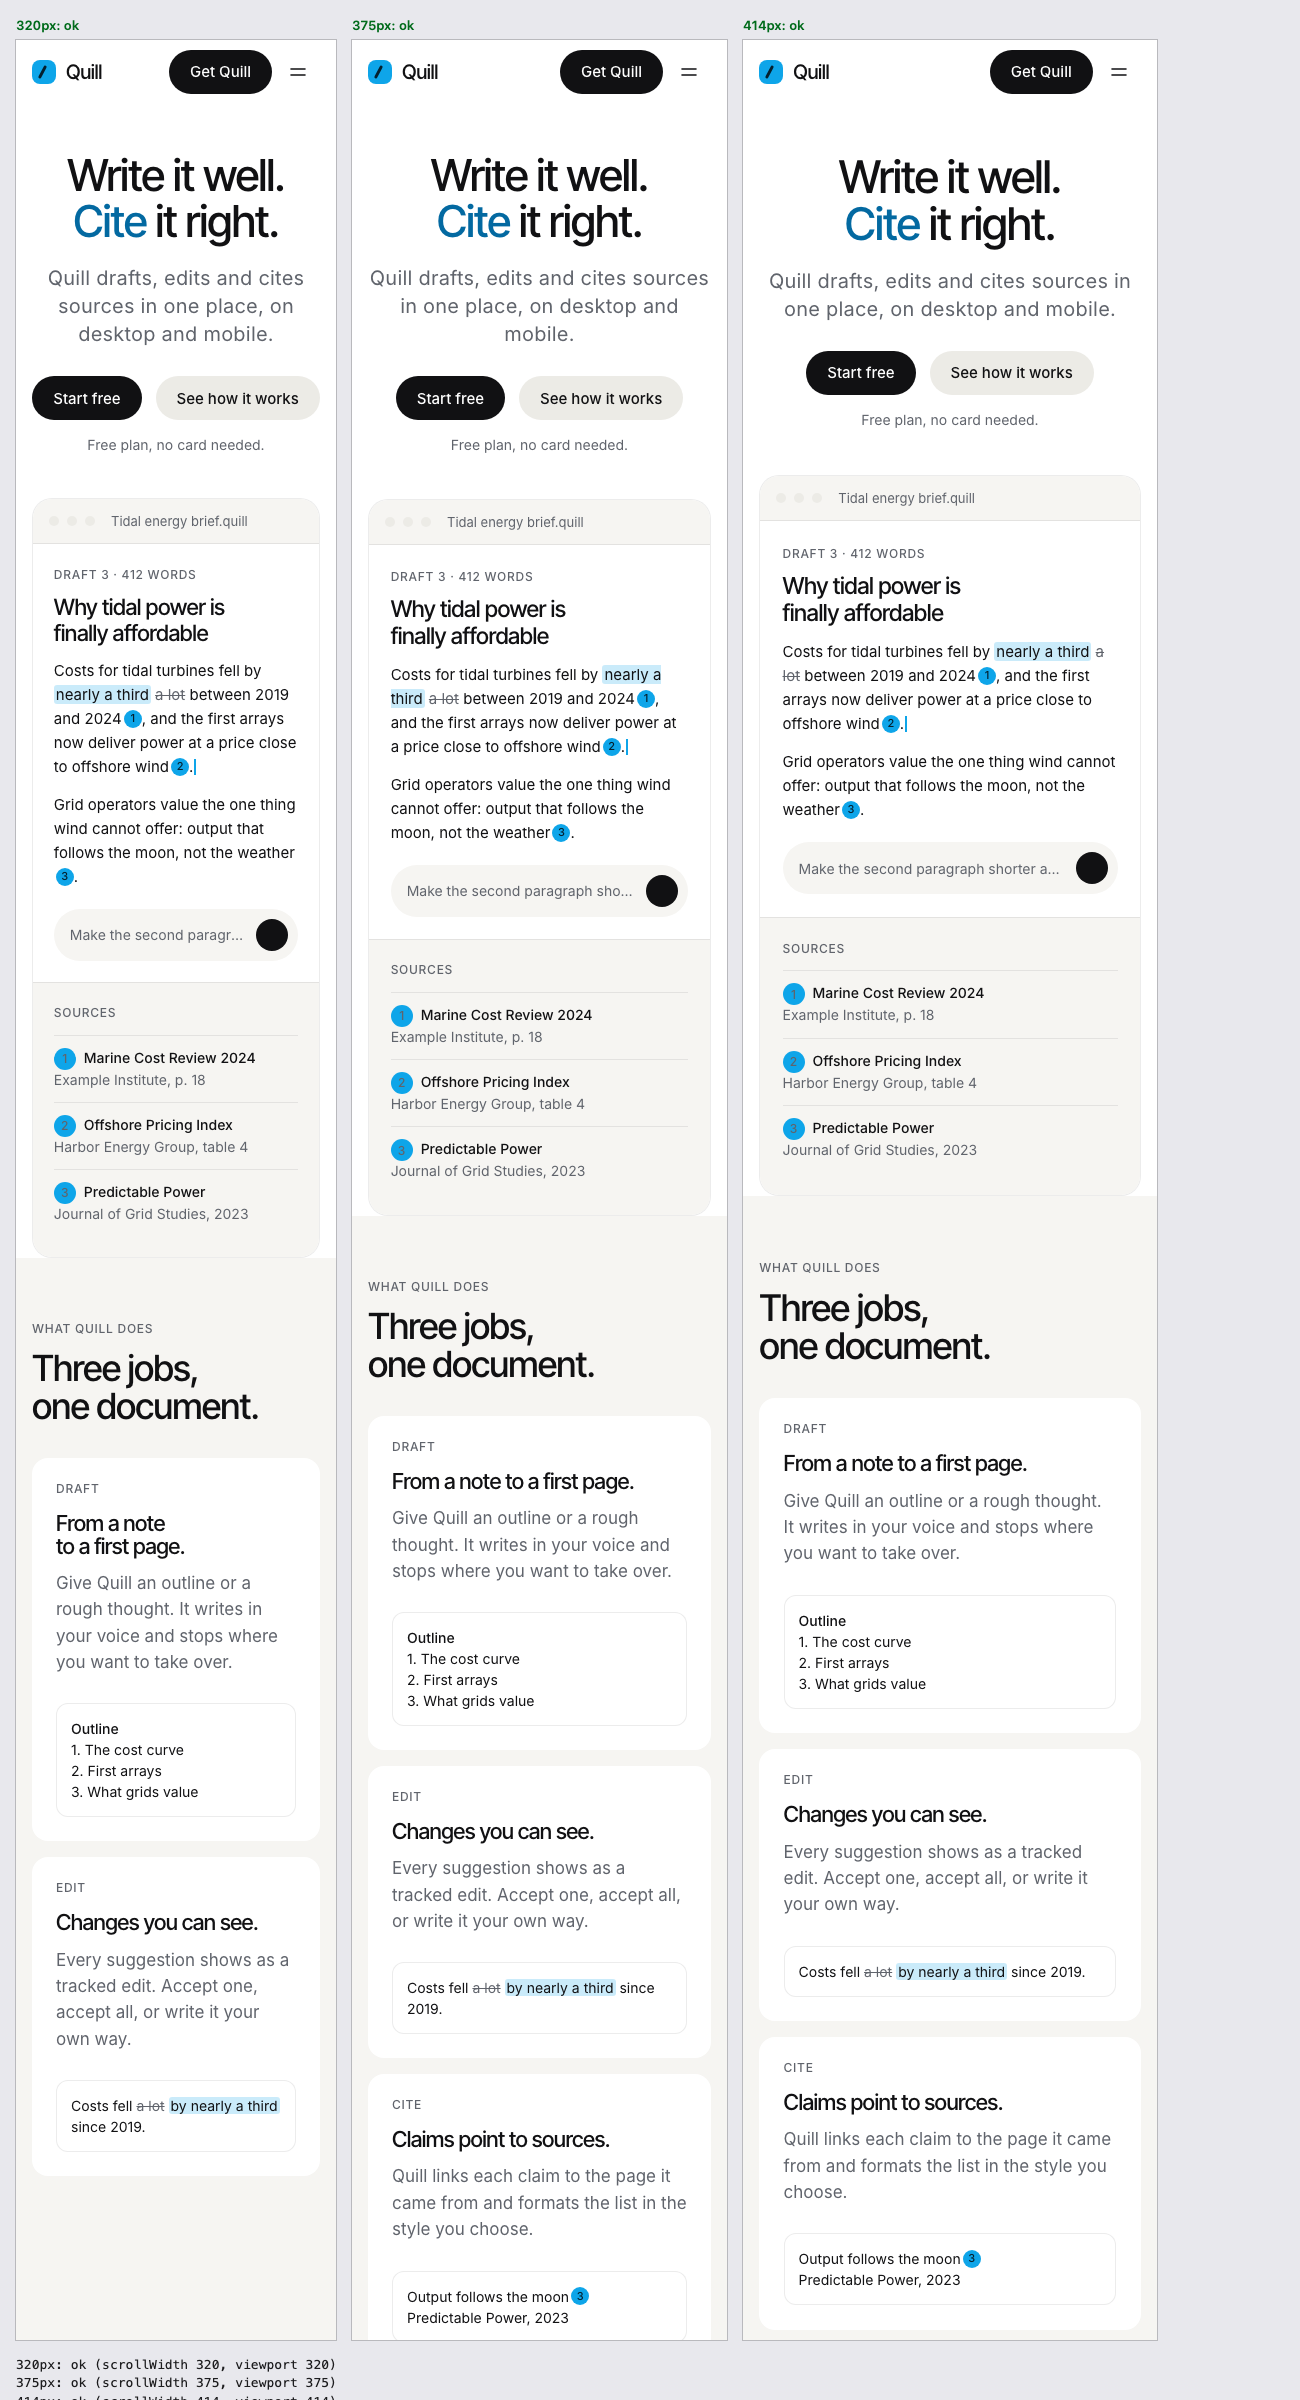 320px: ok
Quill
Get Quill
Write it well.
Cite it right.
Quill drafts, edits and cites
sources in one place, on
desktop and mobile.
Start free
See how it works
Free plan, no card needed.
Tidal energy brief.quill
DRAFT 3 · 412 WORDS
Why tidal power is
finally affordable
Costs for tidal turbines fell by
nearly a third a lot between 2019
and 2024 1, and the first arrays
now deliver power at a price close
to offshore wind 2.
Grid operators value the one thing
wind cannot offer: output that
follows the moon, not the weather
3.
Make the second paragr...
SOURCES
1 Marine Cost Review 2024
Example Institute, p. 18
2 Offshore Pricing Index
Harbor Energy Group, table 4
3 Predictable Power
Journal of Grid Studies, 2023
WHAT QUILL DOES
Three jobs,
one document.
DRAFT
From a note
to a first page.
Give Quill an outline or a
rough thought. It writes in
your voice and stops where
you want to take over.
Outline
1. The cost curve
2. First arrays
3. What grids value
EDIT
Changes you can see.
Every suggestion shows as a
tracked edit. Accept one,
accept all, or write it your
own way.
Costs fell a lot by nearly a third
since 2019.
375px: ok
Quill
Get Quill
Write it well.
Cite it right.
Quill drafts, edits and cites sources
in one place, on desktop and
mobile.
Start free
See how it works
Free plan, no card needed.
Tidal energy brief.quill
DRAFT 3 · 412 WORDS
Why tidal power is
finally affordable
Costs for tidal turbines fell by nearly a
third a lot between 2019 and 2024 1,
and the first arrays now deliver power at
a price close to offshore wind 2.
Grid operators value the one thing wind
cannot offer: output that follows the
moon, not the weather 3.
Make the second paragraph sho...
SOURCES
1 Marine Cost Review 2024
Example Institute, p. 18
2 Offshore Pricing Index
Harbor Energy Group, table 4
3 Predictable Power
Journal of Grid Studies, 2023
WHAT QUILL DOES
Three jobs,
one document.
DRAFT
From a note to a first page.
Give Quill an outline or a rough
thought. It writes in your voice and
stops where you want to take over.
Outline
1. The cost curve
2. First arrays
3. What grids value
EDIT
Changes you can see.
Every suggestion shows as a
tracked edit. Accept one, accept all,
or write it your own way.
Costs fell a lot by nearly a third since
2019.
CITE
Claims point to sources.
Quill links each claim to the page it
came from and formats the list in the
style you choose.
Output follows the moon 3
Predictable Power, 2023
414px: ok
Quill
Get Quill
Write it well.
Cite it right.
Quill drafts, edits and cites sources in
one place, on desktop and mobile.
Start free
See how it works
Free plan, no card needed.
Tidal energy brief.quill
DRAFT 3 · 412 WORDS
Why tidal power is
finally affordable
Costs for tidal turbines fell by nearly a third a
lot between 2019 and 2024 1, and the first
arrays now deliver power at a price close to
offshore wind 2.
Grid operators value the one thing wind cannot
offer: output that follows the moon, not the
weather 3.
Make the second paragraph shorter a...
SOURCES
1 Marine Cost Review 2024
Example Institute, p. 18
2 Offshore Pricing Index
Harbor Energy Group, table 4
3 Predictable Power
Journal of Grid Studies, 2023
WHAT QUILL DOES
Three jobs,
one document.
DRAFT
From a note to a first page.
Give Quill an outline or a rough thought.
It writes in your voice and stops where
you want to take over.
Outline
1. The cost curve
2. First arrays
3. What grids value
EDIT
Changes you can see.
Every suggestion shows as a tracked
edit. Accept one, accept all, or write it
your own way.
Costs fell a lot by nearly a third since 2019.
CITE
Claims point to sources.
Quill links each claim to the page it came
from and formats the list in the style you
choose.
Output follows the moon 3
Predictable Power, 2023
320px: ok (scrollWidth 320, viewport 320)
375px: ok (scrollWidth 375, viewport 375)
414px: ok (scrollWidth 414, viewport 414)